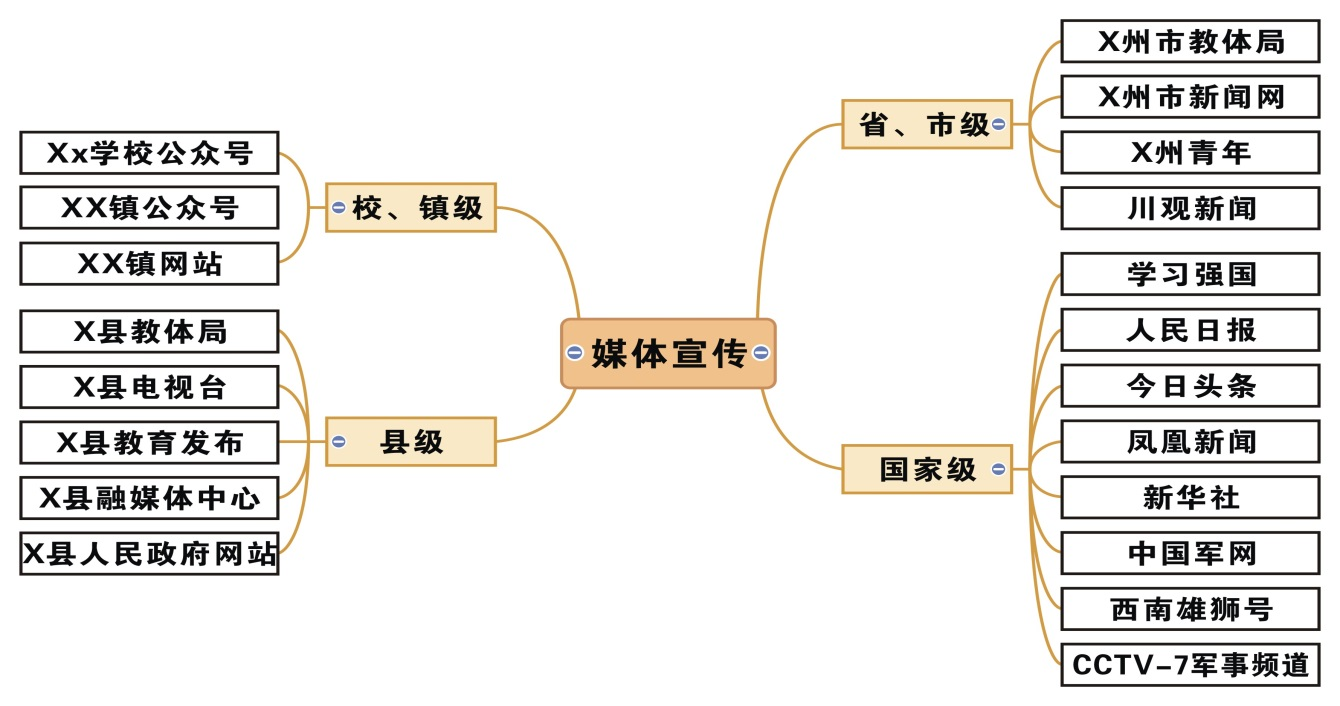 媒体宣传
校、镇级
Xx学校公众号
XX镇公众号
XX镇网站
县级
X县教体局
X县电视台
X县教育发布
X县融媒体中心
X县人民政府网站
省、市级
X州市教体局
X州市新闻网
X州青年
川观新闻
国家级
学习强国
人民日报
今日头条
凤凰新闻
新华社
中国军网
西南雄狮号
CCTV-7军事频道